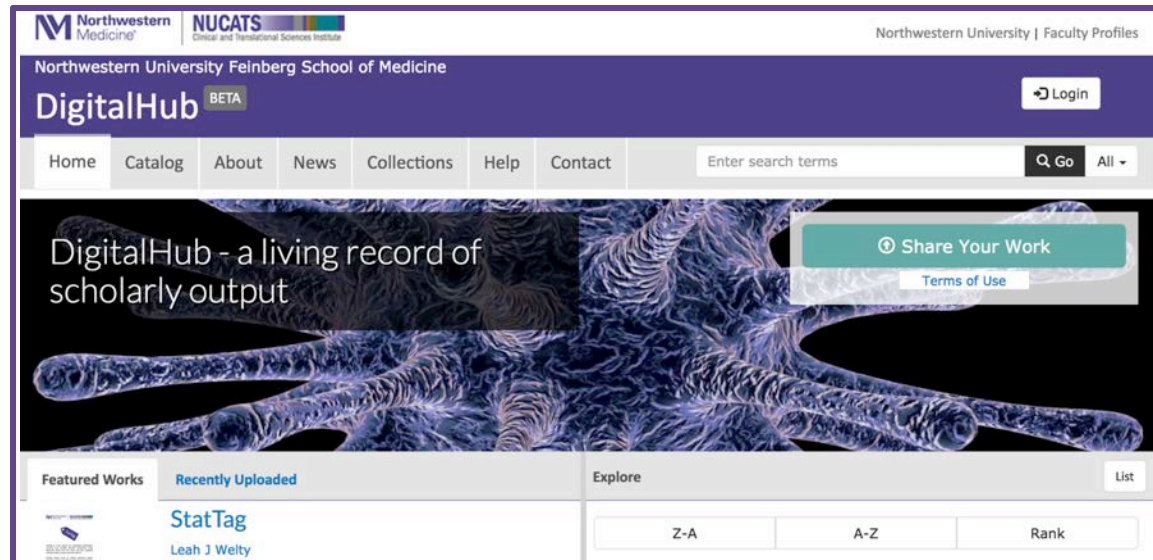 Northwestern
Medicine®
NUCATS
Clinical and Translational Sciences Institute
Northwestern University | Faculty Profiles
Northwestern University Feinberg School of Medicine
DigitalHub BETA
Login
Home Catalog About News Collections Help Contact
Enter search terms
Go
All
DigitalHub - a living record of
scholarly output
Share Your Work
Terms of Use
Featured Works Recently Uploaded
Explore
List
StatTag
Leah J Welty
Z-A A-Z Rank